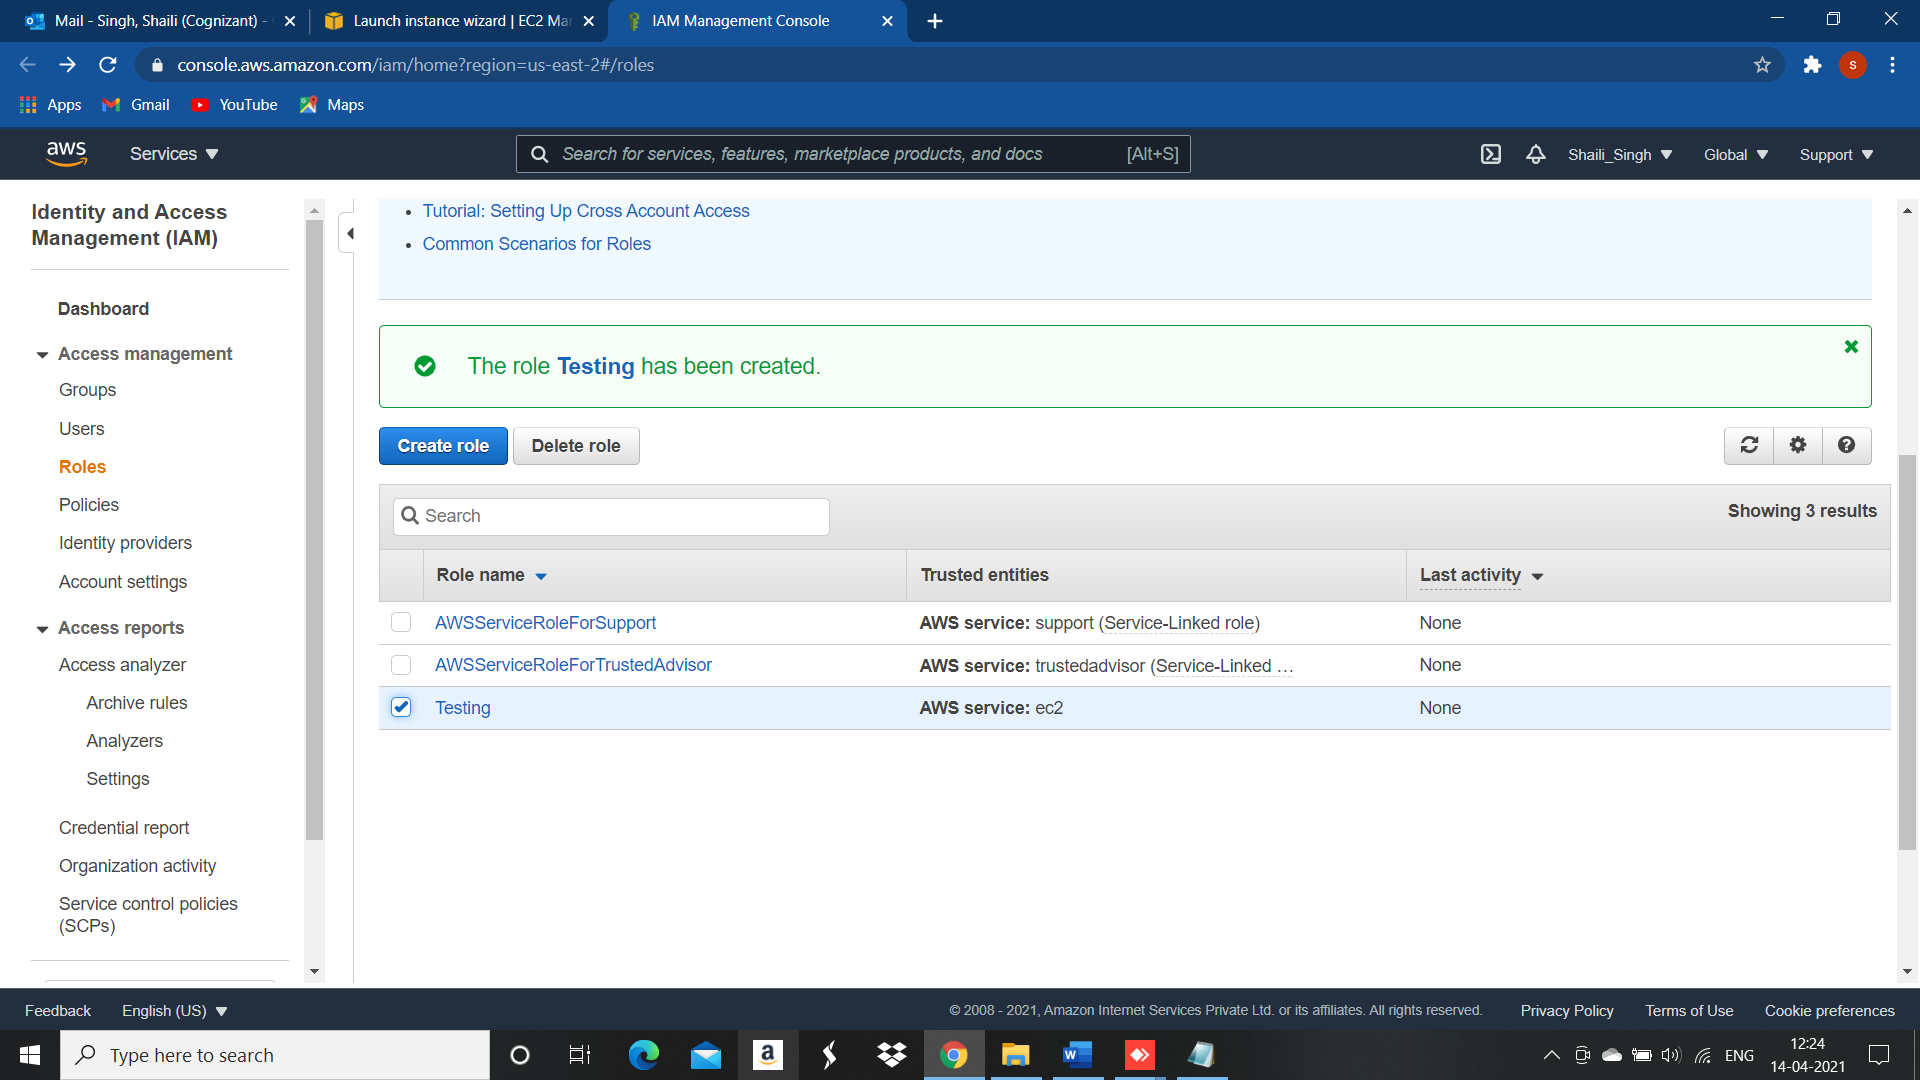 Mail - Singh, Shaili (Cognizant) -
Launch instance wizard | EC2 Mar
IAM Management Console
console.aws.amazon.com/iam/home?region=us-east-2#/roles
S
Apps
Gmail
YouTube
Maps
aws
Services
Search for services, features, marketplace products, and docs
[Alt+S]
Shaili_Singh
Global
Support
Identity and Access
Management (IAM)
Dashboard
Access management
Groups
Users
Roles
Policies
Identity providers
Account settings
Access reports
Access analyzer
Archive rules
Analyzers
Settings
Credential report
Organization activity
Service control policies
(SCPs)
Tutorial: Setting Up Cross Account Access
Common Scenarios for Roles
The role Testing has been created.
Create role
Delete role
Search
Showing 3 results
Role name
Trusted entities
Last activity
AWSServiceRoleForSupport
AWS service: support (Service-Linked role)
None
AWSServiceRoleForTrustedAdvisor
AWS service: trustedadvisor (Service-Linked ...
None
Testing
AWS service: ec2
None
Feedback
English (US)
© 2008 - 2021, Amazon Internet Services Private Ltd. or its affiliates. All rights reserved.
Privacy Policy
Terms of Use
Cookie preferences
Type here to search
ENG
12:24
14-04-2021